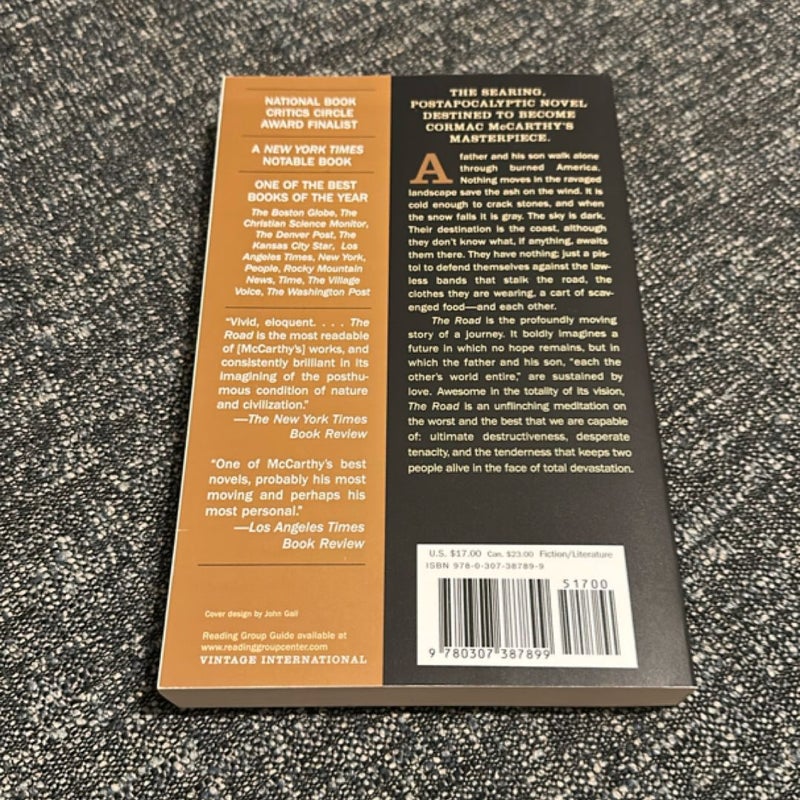 NATIONAL BOOK
CRITICS CIRCLE
AWARD FINALIST
A NEW YORK TIMES
NOTABLE BOOK
ONE OF THE BEST
BOOKS OF THE YEAR
The Boston Globe, The
Christian Science Monitor,
The Denver Post, The
Kansas City Star, Los
Angeles Times, New York,
People, Rocky Mountain
News, Time, The Village
Voice, The Washington Post
"Vivid, eloquent. . . . The
Road is the most readable
of [McCarthy's] works, and
consistently brilliant in its
imagining of the posthu-
mous condition of nature
and civilization."
—The New York Times
Book Review
"One of McCarthy's best
novels, probably his most
moving and perhaps his
most personal."
—Los Angeles Times
Book Review
Cover design by John Gall
Reading Group Guide available at
www.readinggroupcenter.com
VINTAGE INTERNATIONAL
THE SEARING,
POSTAPOCALYPTIC NOVEL
DESTINED TO BECOME
CORMAC McCARTHY'S
MASTERPIECE.
A father and his son walk alone
through burned America.
Nothing moves in the ravaged
landscape save the ash on the wind. It is
cold enough to crack stones, and when
the snow falls it is gray. The sky is dark.
Their destination is the coast, although
they don't know what, if anything, awaits
them there. They have nothing; just a pis-
tol to defend themselves against the law-
less bands that stalk the road, the
clothes they are wearing, a cart of scav-
enged food—and each other.
The Road is the profoundly moving
story of a journey. It boldly imagines a
future in which no hope remains, but in
which the father and his son, "each the
other's world entire," are sustained by
love. Awesome in the totality of its vision,
The Road is an unflinching meditation on
the worst and the best that we are capable
of: ultimate destructiveness, desperate
tenacity, and the tenderness that keeps two
people alive in the face of total devastation.
U.S. $17.00 Can. $23.00 Fiction/Literature
ISBN 978-0-307-38789-9
51700
9 780307 387899